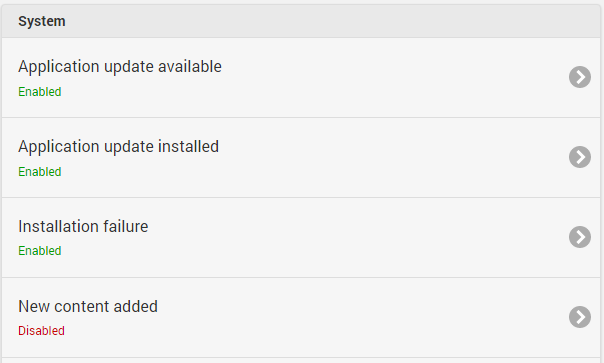 System
Application update available
Enabled
Application update installed
Enabled
Installation failure
Enabled
New content added
Disabled